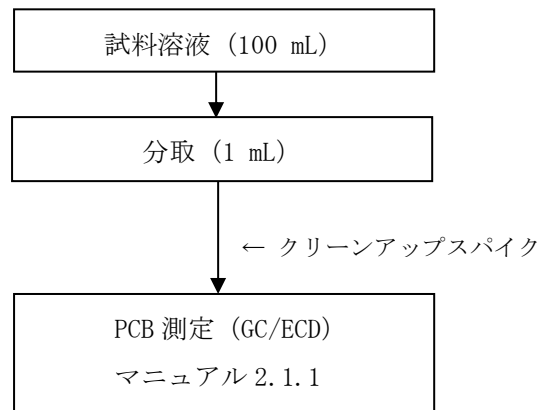 試料溶液 (100 mL)
分取 (1 mL)
← クリーンアップスパイク
PCB 測定 (GC/ECD)
マニュアル 2.1.1